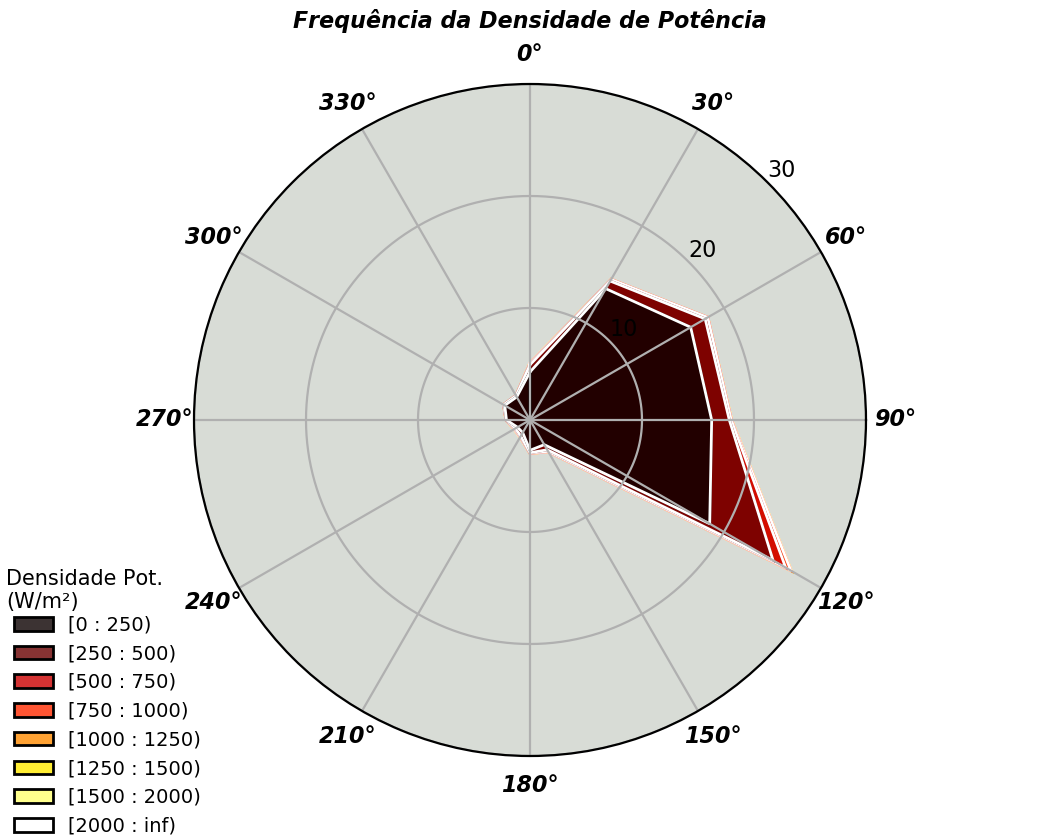 Frequência da Densidade de Potência
0°
330°
30°
30
300°
60°
20
10
270°
90°
Densidade Pot.
(W/m²)
240°
120°
[0 : 250)
[250 : 500)
[500 : 750)
[750 : 1000)
[1000 : 1250)
[1250 : 1500)
[1500 : 2000)
[2000 : inf)
210°
150°
180°